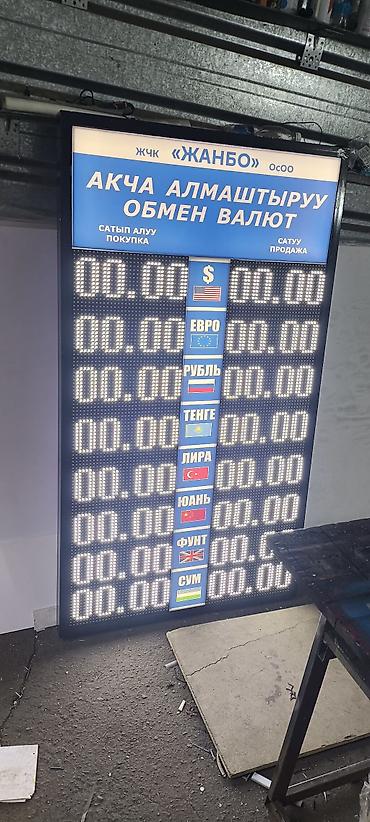 ЖЧК «ЖАНБО» ОсОО
АКЧА АЛМАШТЫРУУ
ОБМЕН ВАЛЮТ
САТЫП АЛУУ
ПОКУПКА
САТУУ
ПРОДАЖА
00.00 $ 00.00
00.00 ЕВРО 00.00
00.00 РУБЛЬ 00.00
00.00 ТЕНГЕ 00.00
00.00 ЛИРА 00.00
00.00 ЮАНЬ 00.00
00.00 ФУНТ 00.00
00.00 СУМ 00.00